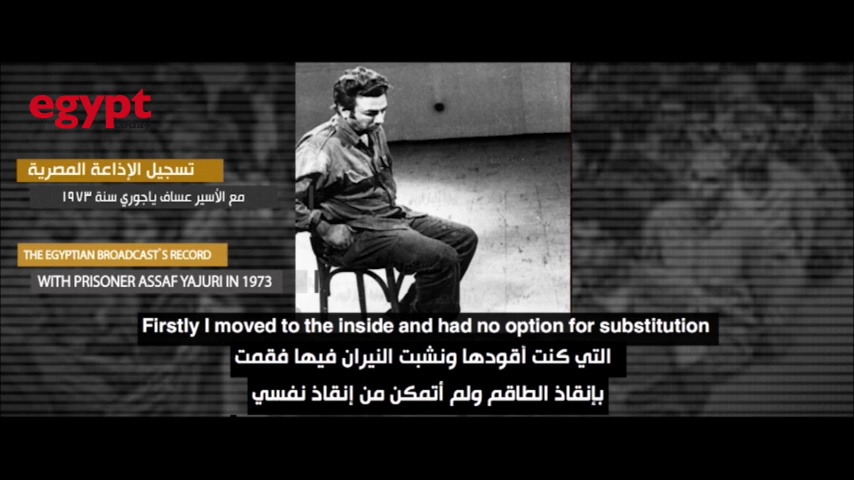 egypt
تسجيل الإذاعة المصرية
مع الأسير عساف ياجوري سنة ١٩٧٣
THE EGYPTIAN BROADCAST`S RECORD
WITH PRISONER ASSAF YAJURI IN 1973
Firstly I moved to the inside and had no option for substitution
التي كنت أقودها ونشبت النيران فيها فقمت
بإنقاذ الطاقم ولم أتمكن من إنقاذ نفسي